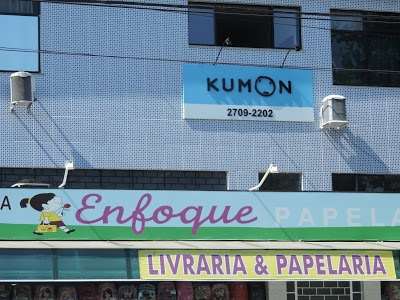 KUMON
2709-2202
A Enfoque PAPELA
LIVRARIA & PAPELARIA